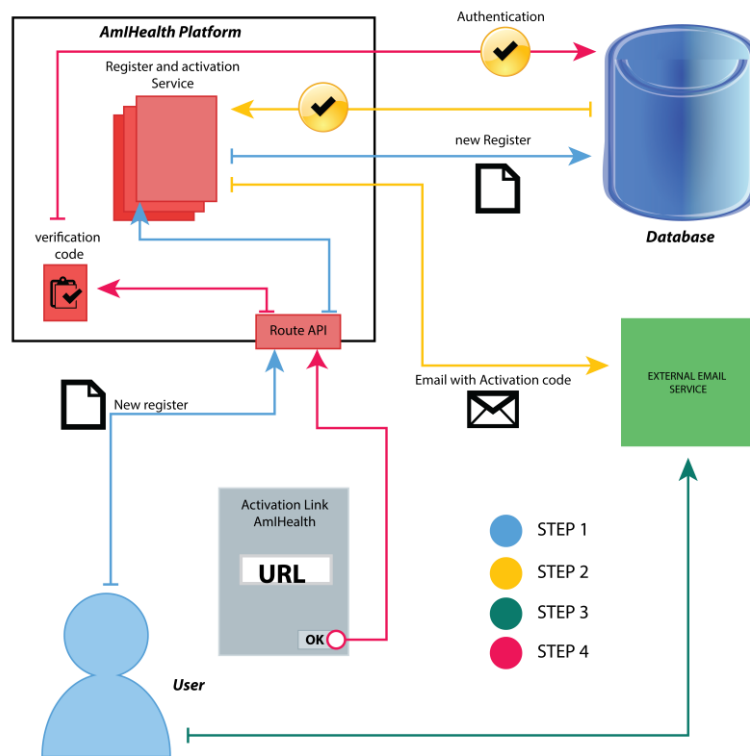 Authentication
AmIHealth Platform
Register and activation
Service
new Register
verification
code
Database
Route API
EXTERNAL EMAIL
SERVICE
Email with Activation code
New register
Activation Link
AmIHealth
URL
OK
STEP 1
STEP 2
STEP 3
STEP 4
User